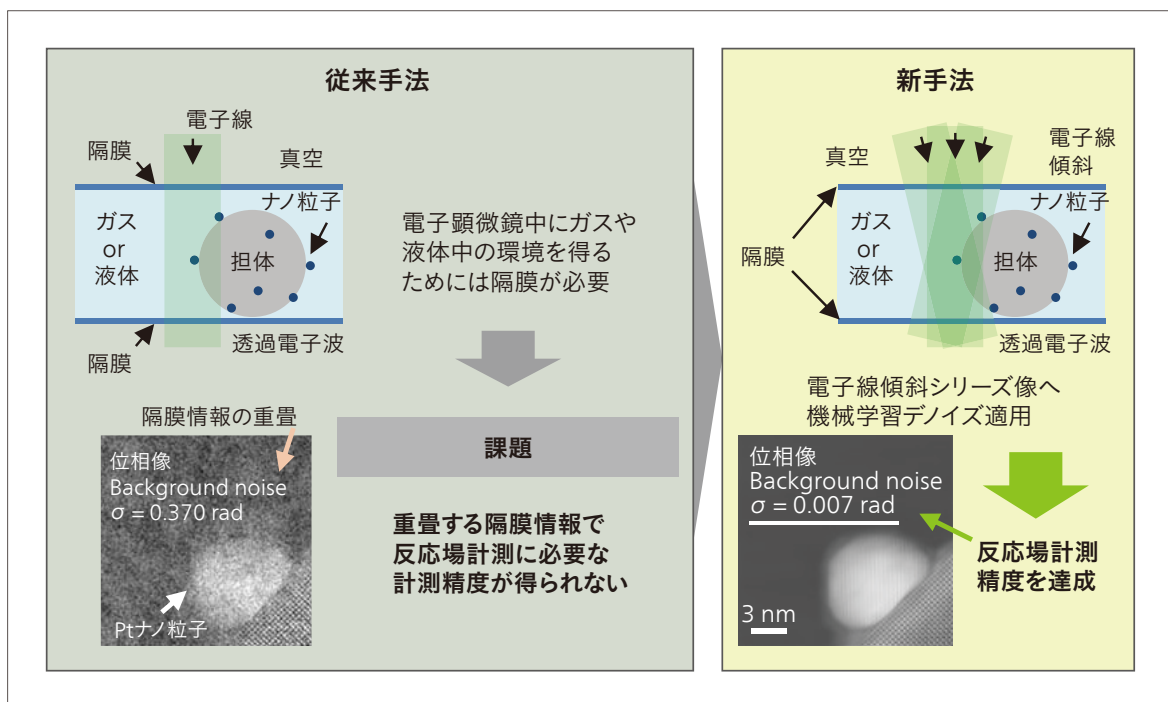 従来手法
電子線
隔膜
真空
ナノ粒子
ガス
or
液体
担体
隔膜
透過電子波
電子顕微鏡中にガスや
液体中の環境を得る
ためには隔膜が必要
隔膜情報の重畳
位相像
Background noise
σ = 0.370 rad
Ptナノ粒子
課題
重畳する隔膜情報で
反応場計測に必要な
計測精度が得られない
新手法
真空
電子線
傾斜
ナノ粒子
ガス
or
液体
担体
隔膜
透過電子波
電子線傾斜シリーズ像へ
機械学習デノイズ適用
位相像
Background noise
σ = 0.007 rad
3 nm
反応場計測
精度を達成